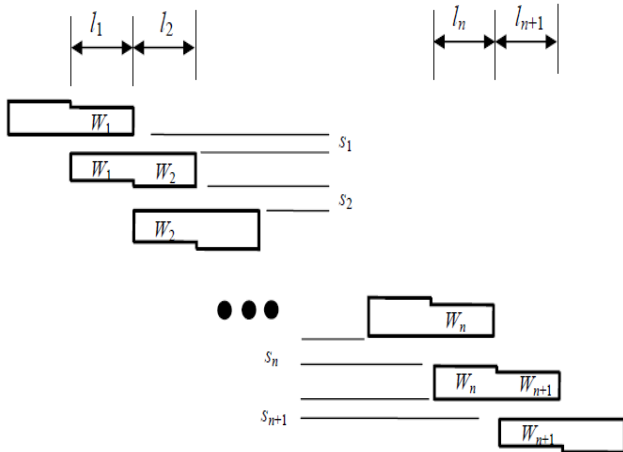 l₁ l₂ lₙ lₙ₊₁
W₁
s₁
W₁ W₂
s₂
W₂
Wₙ
sₙ
Wₙ Wₙ₊₁
sₙ₊₁
Wₙ₊₁